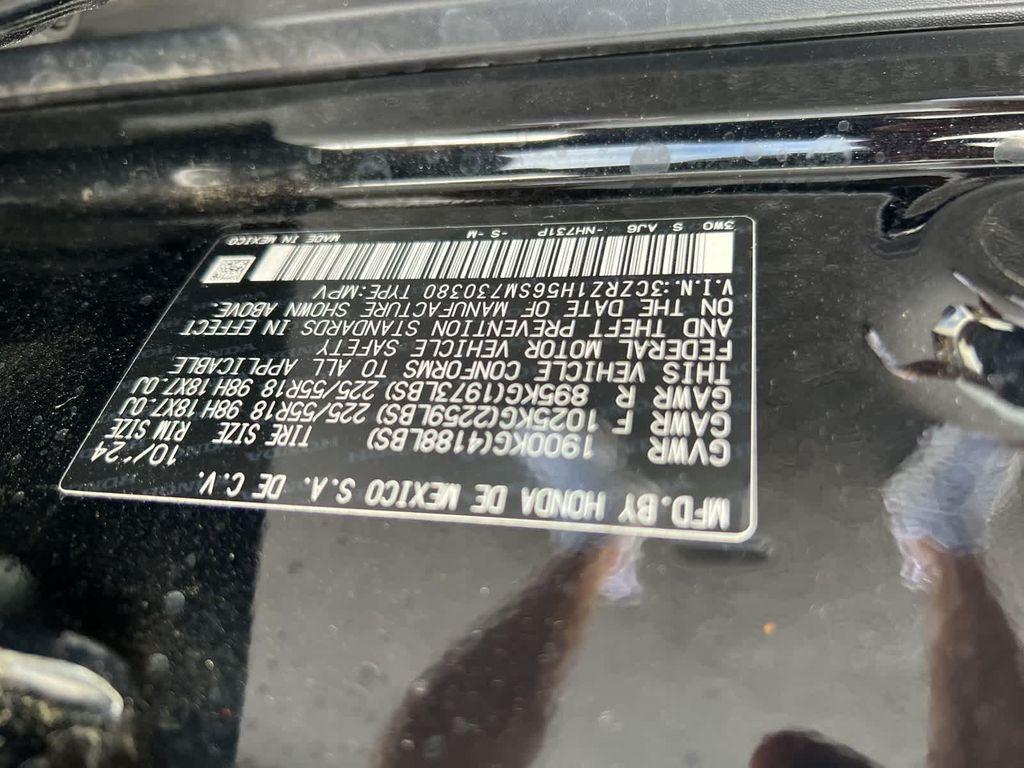 MFD.BY HONDA DE MEXICO S.A. DE C.V.
10/'24
GVWR 1900KG(4188LBS) TIRE SIZE RIM SIZE
GAWR F 1025KG(2259LBS) 225/55R18 98H 18X7.0J
GAWR R 895KG(1973LBS) 225/55R18 98H 18X7.0J
THIS VEHICLE CONFORMS TO ALL APPLICABLE
FEDERAL MOTOR VEHICLE SAFETY
AND THEFT PREVENTION STANDARDS IN EFFECT
ON THE DATE OF MANUFACTURE SHOWN ABOVE.
V.I.N.:3CZRZ1H56SM730380 TYPE:MPV
3W0 S AJ6 -NH731P -S -M MADE IN MEXICO